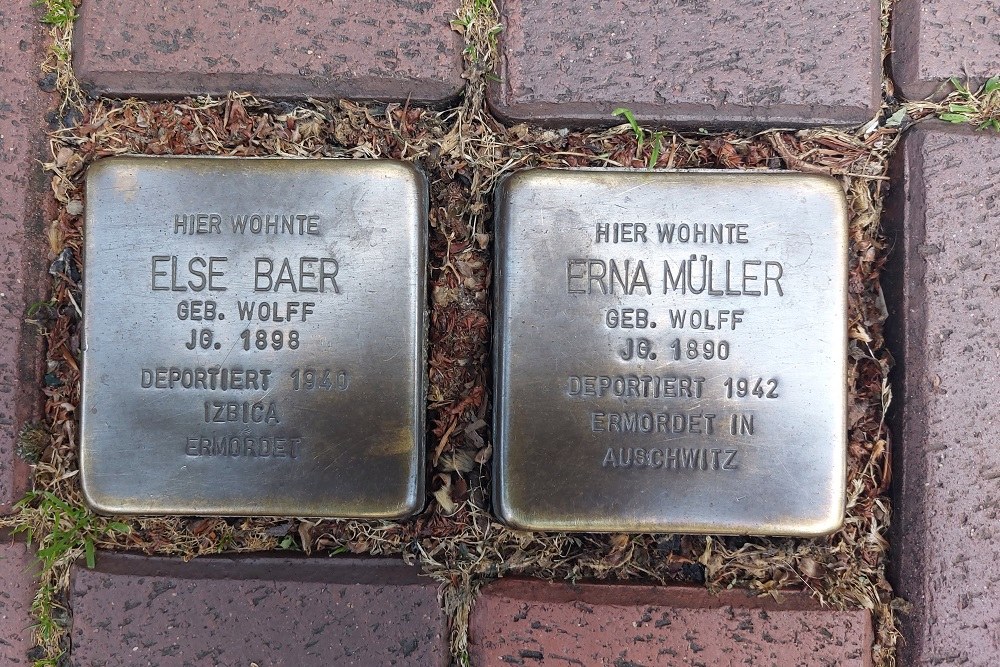 HIER WOHNTE
ELSE BAER
GEB. WOLFF
JG. 1898
DEPORTIERT 1940
IZBICA
ERMORDET
HIER WOHNTE
ERNA MÜLLER
GEB. WOLFF
JG. 1890
DEPORTIERT 1942
ERMORDET IN
AUSCHWITZ